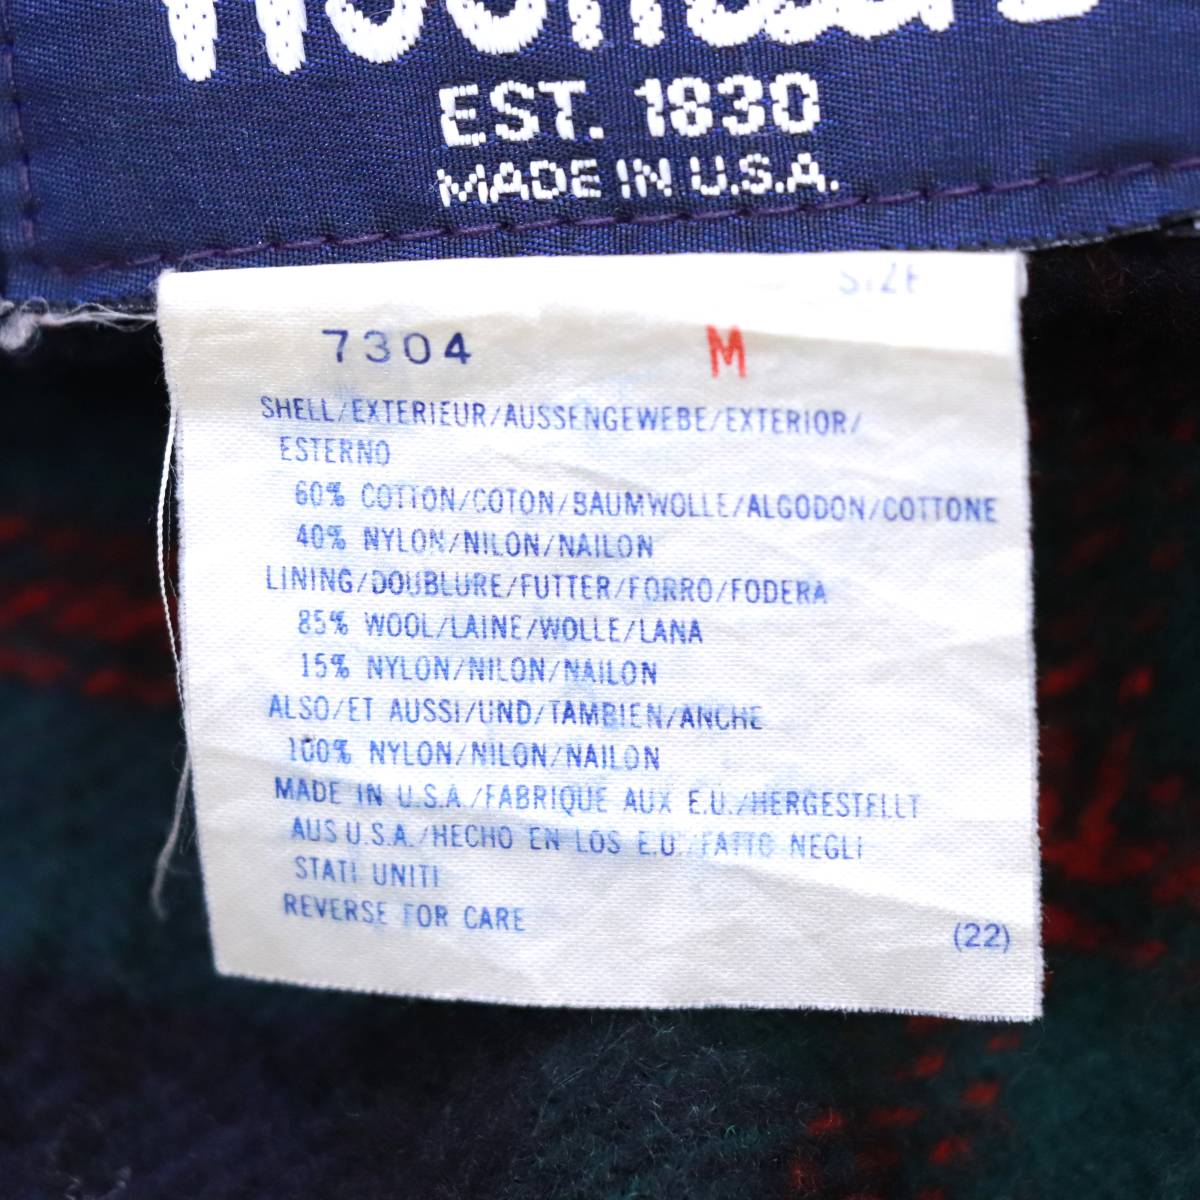 EST. 1830
MADE IN U.S.A.
SIZE
7304 M
SHELL/EXTERIEUR/AUSSENGEWEBE/EXTERIOR/
ESTERNO
60% COTTON/COTON/BAUMWOLLE/ALGODON/COTTONE
40% NYLON/NILON/NAILON
LINING/DOUBLURE/FUTTER/FORRO/FODERA
85% WOOL/LAINE/WOLLE/LANA
15% NYLON/NILON/NAILON
ALSO/ET AUSSI/UND/TAMBIEN/ANCHE
100% NYLON/NILON/NAILON
MADE IN U.S.A./FABRIQUE AUX E.U./HERGESTELLT
AUS U.S.A./HECHO EN LOS E.U./FATTO NEGLI
STATI UNITI
REVERSE FOR CARE
(22)